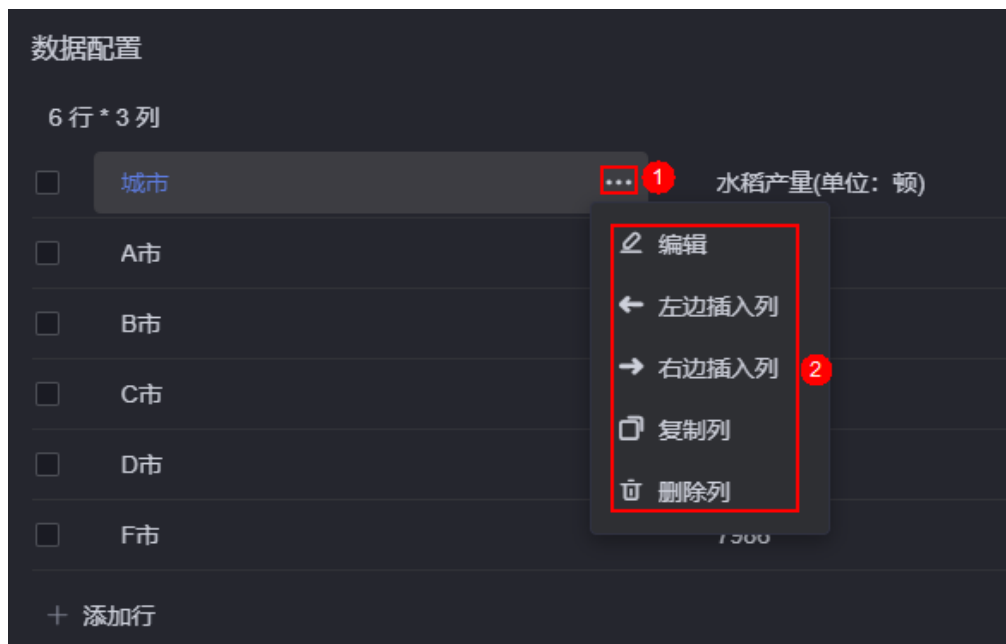 数据配置
6 行 * 3 列
城市 ... 1 水稻产量(单位：顿)
编辑
A市
左边插入列
B市
右边插入列 2
C市
复制列
D市
删除列
F市
+ 添加行